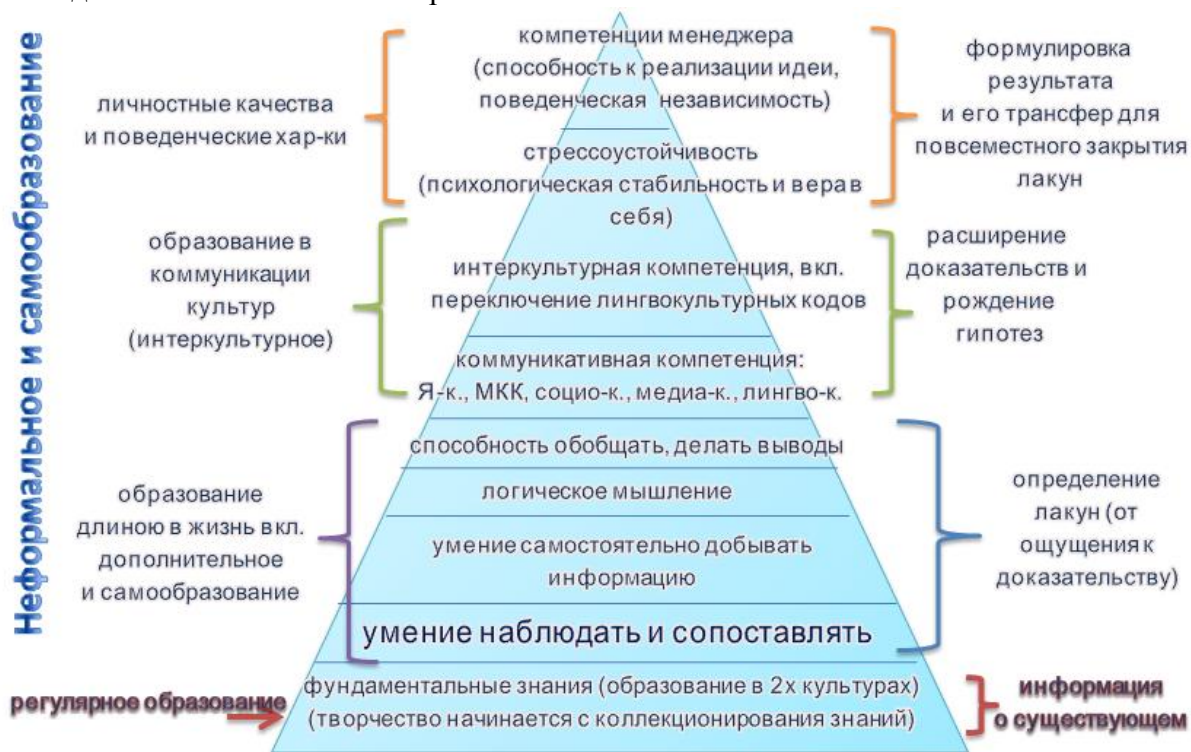 Неформальное и самообразование
компетенции менеджера
(способность к реализации идеи,
поведенческая независимость)
личностные качества
и поведенческие хар-ки
формулировка
результата
и его трансфер для
повсеместного закрытия
лакун
стрессоустойчивость
(психологическая стабильность и вера в
себя)
образование в
коммуникации
культур
(интеркультурное)
интеркультурная компетенция, вкл.
переключение лингвокультурных кодов
расширение
доказательств и
рождение
гипотез
коммуникативная компетенция:
Я-к., МКК, социо-к., медиа-к., лингво-к.
способность обобщать, делать выводы
логическое мышление
образование
длиною в жизнь вкл.
дополнительное
и самообразование
умение самостоятельно добывать
информацию
определение
лакун (от
ощущения к
доказательству)
умение наблюдать и сопоставлять
регулярное образование
фундаментальные знания (образование в 2х культурах)
(творчество начинается с коллекционирования знаний)
информация
о существующем